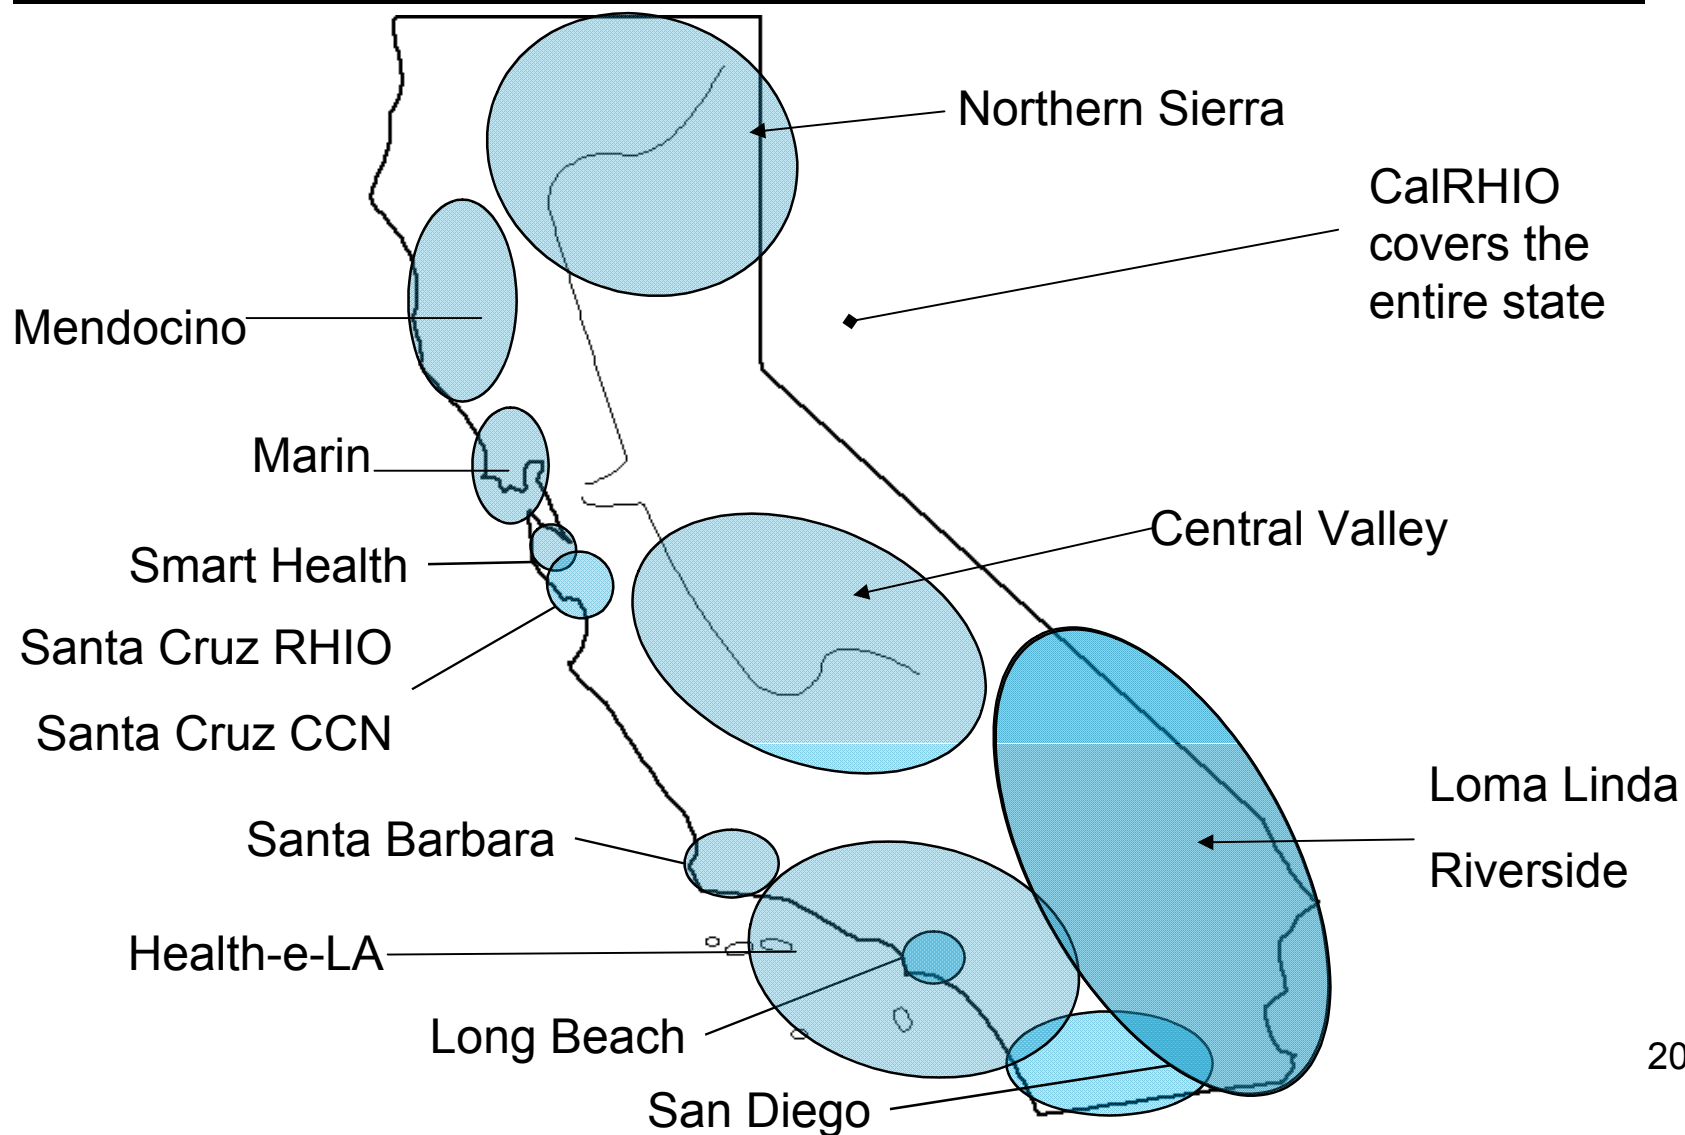 Northern Sierra
CalRHIO
covers the
entire state
Mendocino
Marin
Central Valley
Smart Health
Santa Cruz RHIO
Santa Cruz CCN
Loma Linda
Riverside
Santa Barbara
Health-e-LA
Long Beach
San Diego
20